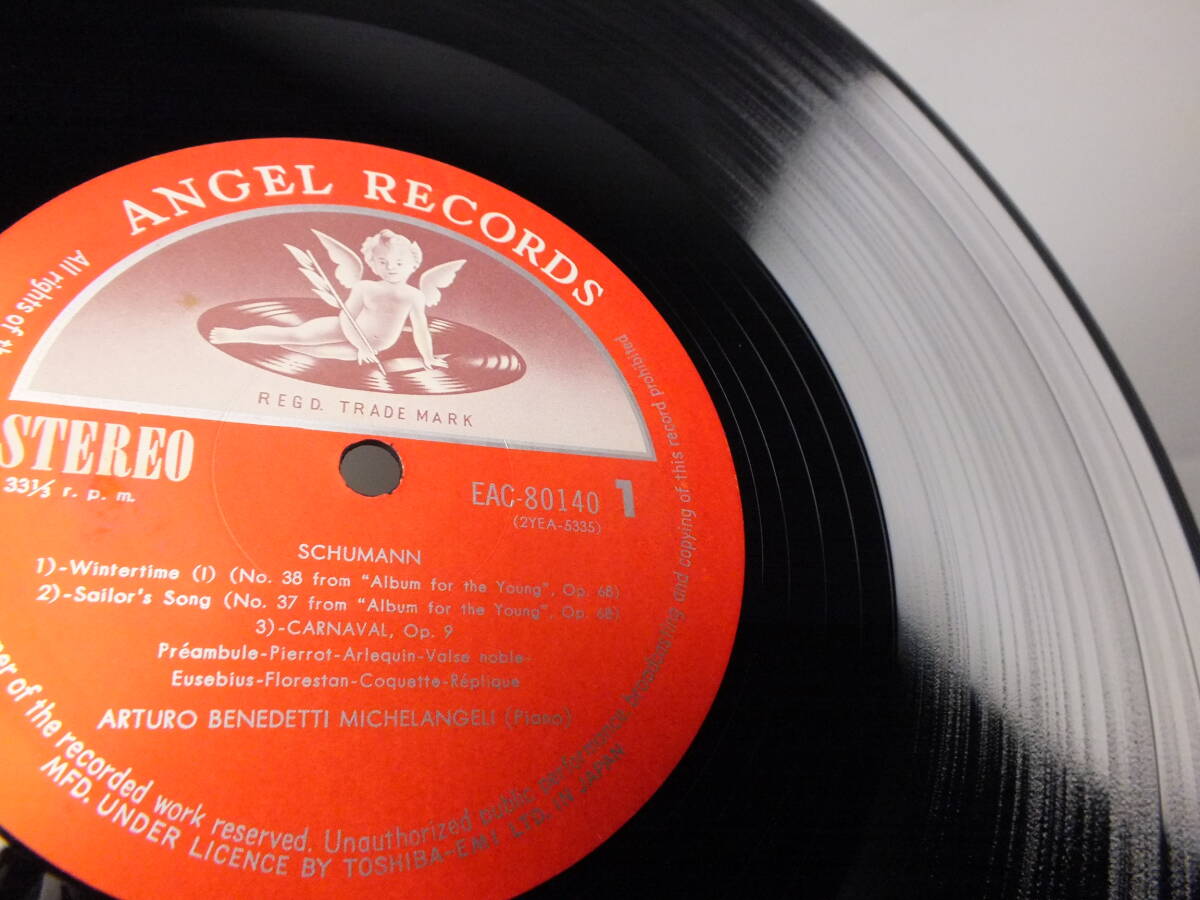 ANGEL RECORDS
REGD. TRADE MARK
STEREO
33⅓ r. p. m.
EAC-80140 1
(2YEA-5335)
SCHUMANN
1)-Wintertime (I) (No. 38 from "Album for the Young", Op. 68)
2)-Sailor's Song (No. 37 from "Album for the Young", Op. 68)
3)-CARNAVAL, Op. 9
Préambule-Pierrot-Arlequin-Valse noble-
Eusebius-Florestan-Coquette-Réplique
ARTURO BENEDETTI MICHELANGELI (Piano)
All rights of
of the recorded work reserved. Unauthorized public performance, broadcasting and copying of this record prohibited
MFD. UNDER LICENCE BY TOSHIBA-EMI LTD. IN JAPAN